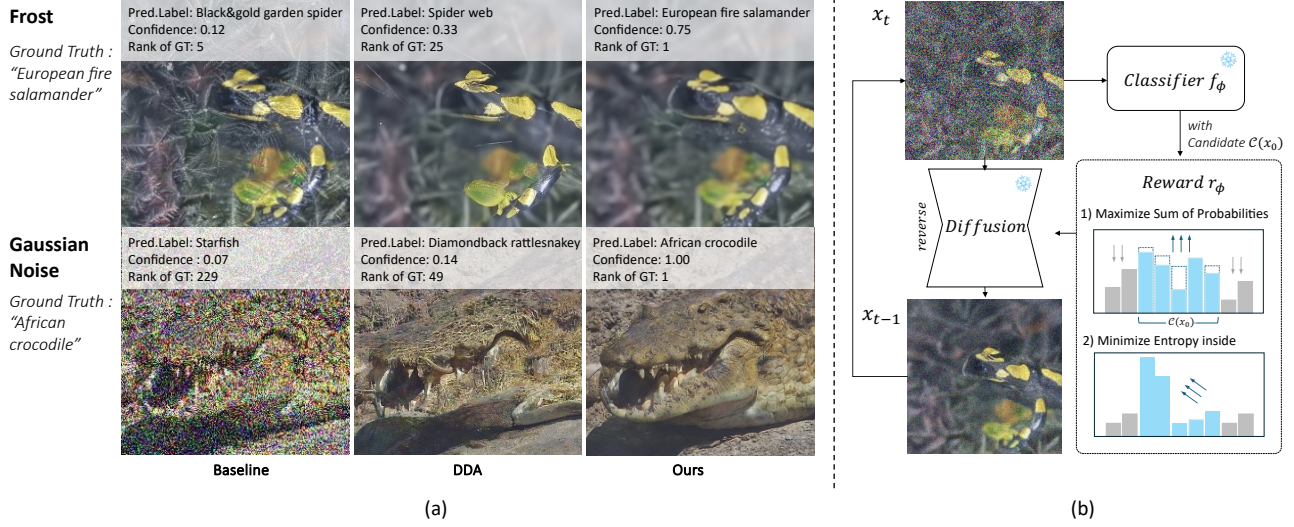 Frost
Ground Truth :
“European fire
salamander”
Pred.Label: Black&gold garden spider
Confidence: 0.12
Rank of GT: 5
Pred.Label: Spider web
Confidence: 0.33
Rank of GT: 25
Pred.Label: European fire salamander
Confidence: 0.75
Rank of GT: 1
Gaussian
Noise
Ground Truth :
“African
crocodile”
Pred.Label: Starfish
Confidence : 0.07
Rank of GT: 229
Pred.Label: Diamondback rattlesnakey
Confidence: 0.14
Rank of GT: 49
Pred.Label: African crocodile
Confidence: 1.00
Rank of GT: 1
Baseline
DDA
Ours
(a)
x_t
Classifier f_ϕ
with
Candidate 𝒞(x_0)
reverse
Diffusion
x_{t−1}
Reward r_ϕ
1) Maximize Sum of Probabilities
𝒞(x_0)
2) Minimize Entropy inside
(b)